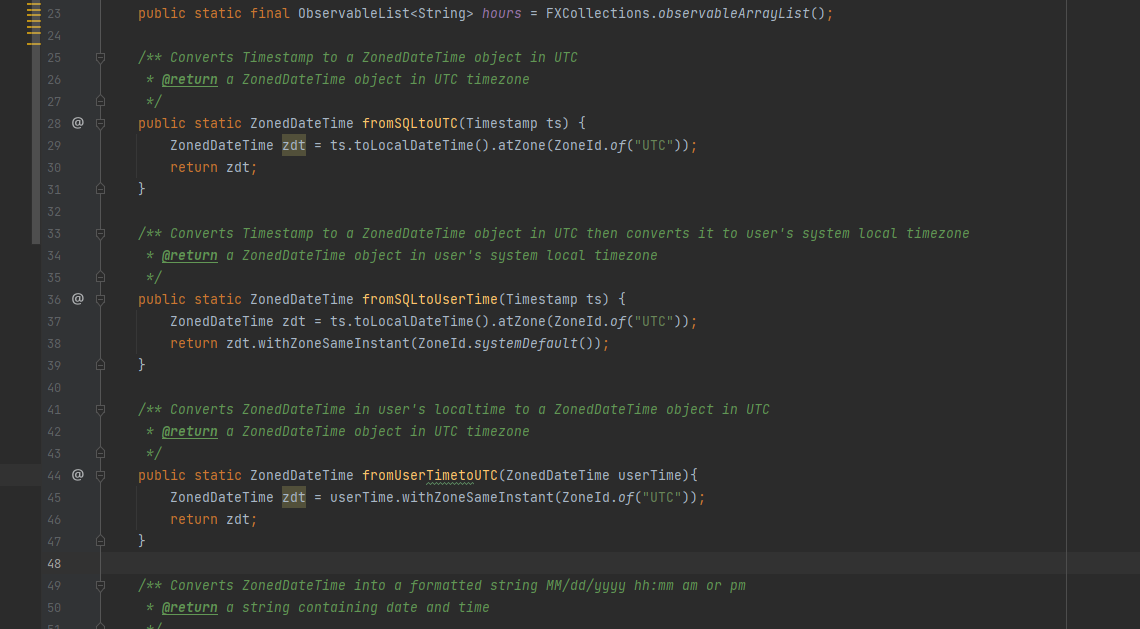 23 public static final ObservableList<String> hours = FXCollections.observableArrayList();
24
25 /** Converts Timestamp to a ZonedDateTime object in UTC
26 * @return a ZonedDateTime object in UTC timezone
27 */
28 @ public static ZonedDateTime fromSQLtoUTC(Timestamp ts) {
29 ZonedDateTime zdt = ts.toLocalDateTime().atZone(ZoneId.of("UTC"));
30 return zdt;
31 }
32
33 /** Converts Timestamp to a ZonedDateTime object in UTC then converts it to user's system local timezone
34 * @return a ZonedDateTime object in user's system local timezone
35 */
36 @ public static ZonedDateTime fromSQLtoUserTime(Timestamp ts) {
37 ZonedDateTime zdt = ts.toLocalDateTime().atZone(ZoneId.of("UTC"));
38 return zdt.withZoneSameInstant(ZoneId.systemDefault());
39 }
40
41 /** Converts ZonedDateTime in user's localtime to a ZonedDateTime object in UTC
42 * @return a ZonedDateTime object in UTC timezone
43 */
44 @ public static ZonedDateTime fromUserTimetoUTC(ZonedDateTime userTime){
45 ZonedDateTime zdt = userTime.withZoneSameInstant(ZoneId.of("UTC"));
46 return zdt;
47 }
48
49 /** Converts ZonedDateTime into a formatted string MM/dd/yyyy hh:mm am or pm
50 * @return a string containing date and time
51 */